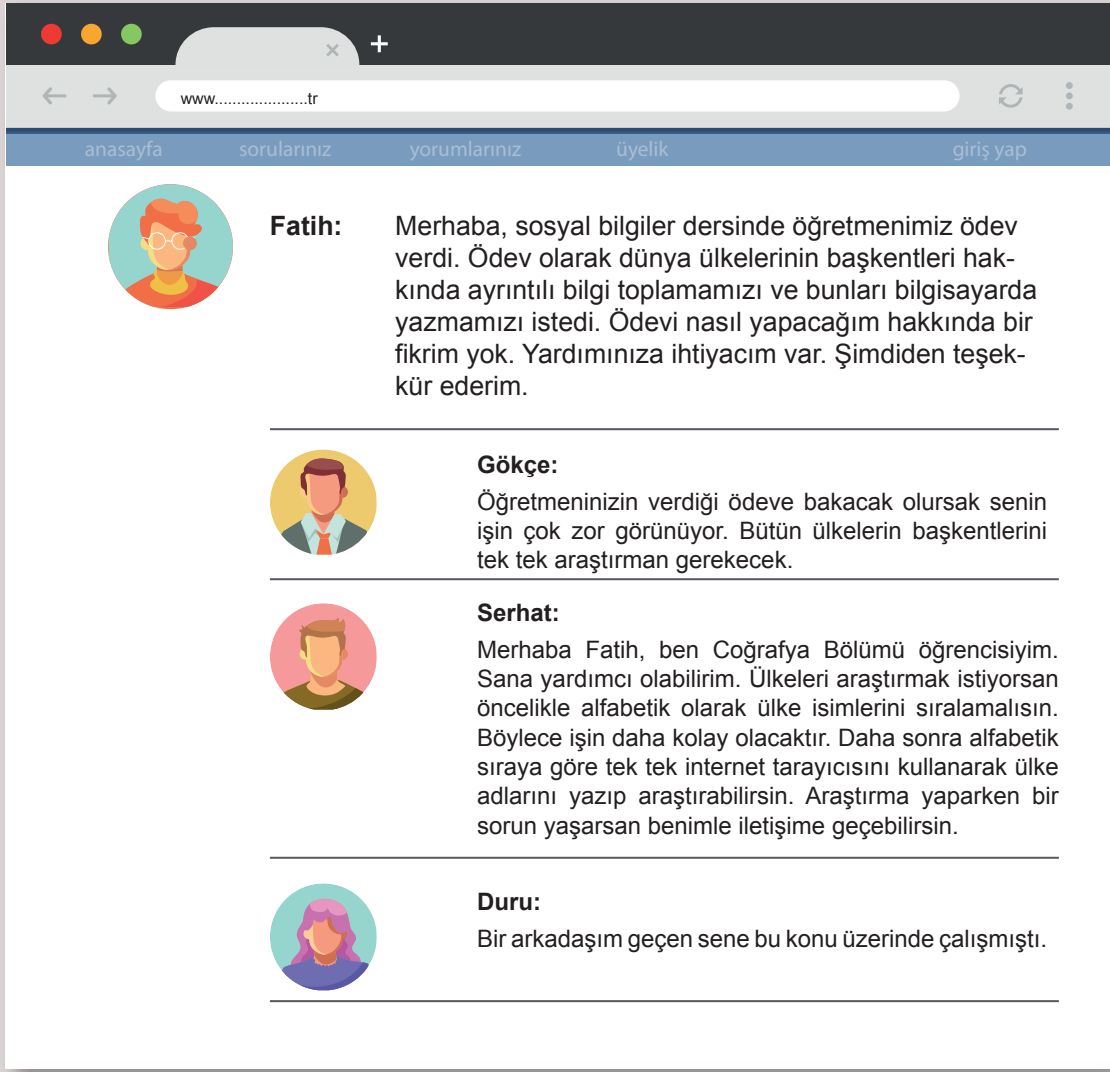 www.....................tr
anasayfa sorularınız yorumlarınız üyelik giriş yap
Fatih: Merhaba, sosyal bilgiler dersinde öğretmenimiz ödev
verdi. Ödev olarak dünya ülkelerinin başkentleri hak-
kında ayrıntılı bilgi toplamamızı ve bunları bilgisayarda
yazmamızı istedi. Ödevi nasıl yapacağım hakkında bir
fikrim yok. Yardımınıza ihtiyacım var. Şimdiden teşek-
kür ederim.
Gökçe:
Öğretmeninizin verdiği ödeve bakacak olursak senin
işin çok zor görünüyor. Bütün ülkelerin başkentlerini
tek tek araştırman gerekecek.
Serhat:
Merhaba Fatih, ben Coğrafya Bölümü öğrencisiyim.
Sana yardımcı olabilirim. Ülkeleri araştırmak istiyorsan
öncelikle alfabetik olarak ülke isimlerini sıralamalısın.
Böylece işin daha kolay olacaktır. Daha sonra alfabetik
sıraya göre tek tek internet tarayıcısını kullanarak ülke
adlarını yazıp araştırabilirsin. Araştırma yaparken bir
sorun yaşarsan benimle iletişime geçebilirsin.
Duru:
Bir arkadaşım geçen sene bu konu üzerinde çalışmıştı.